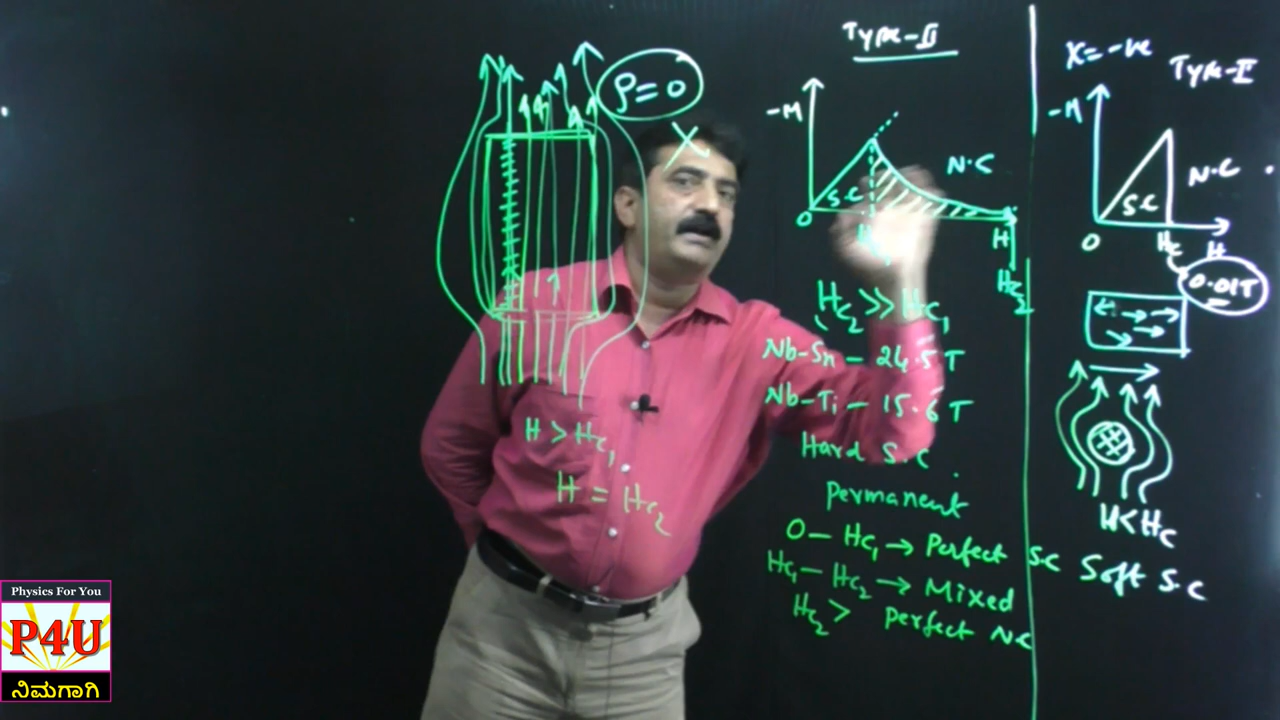 ρ=0
X
H > Hc₁
H = Hc₂
Type-II
-M
S.C
N.C
O
H
Hc₂
Hc₂ >> Hc₁
Nb-Sn - 24.5 T
Nb-Ti - 15.6 T
Hard S.C.
Permanent
O - Hc₁ → Perfect S.C
Hc₁ - Hc₂ → Mixed
Hc₂ > perfect NC
X = -ve
Type-I
-M
S.C
N.C
O
Hc
H
0.01T
H < Hc
Soft S.C
Physics For You
P4U
ನಿಮಗಾಗಿ